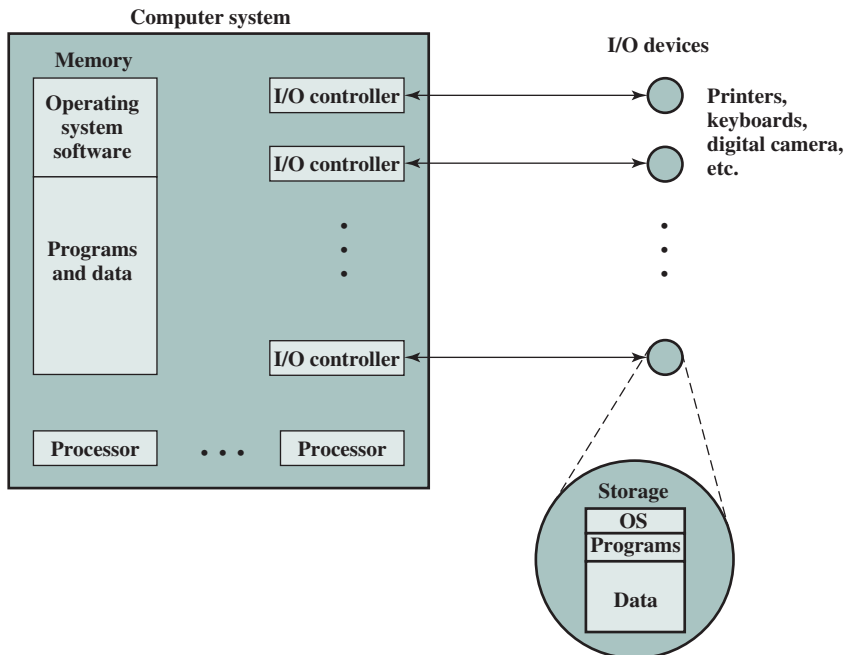 Computer system
Memory
Operating
system
software
Programs
and data
I/O controller
I/O controller
I/O controller
Processor
Processor
I/O devices
Printers,
keyboards,
digital camera,
etc.
Storage
OS
Programs
Data